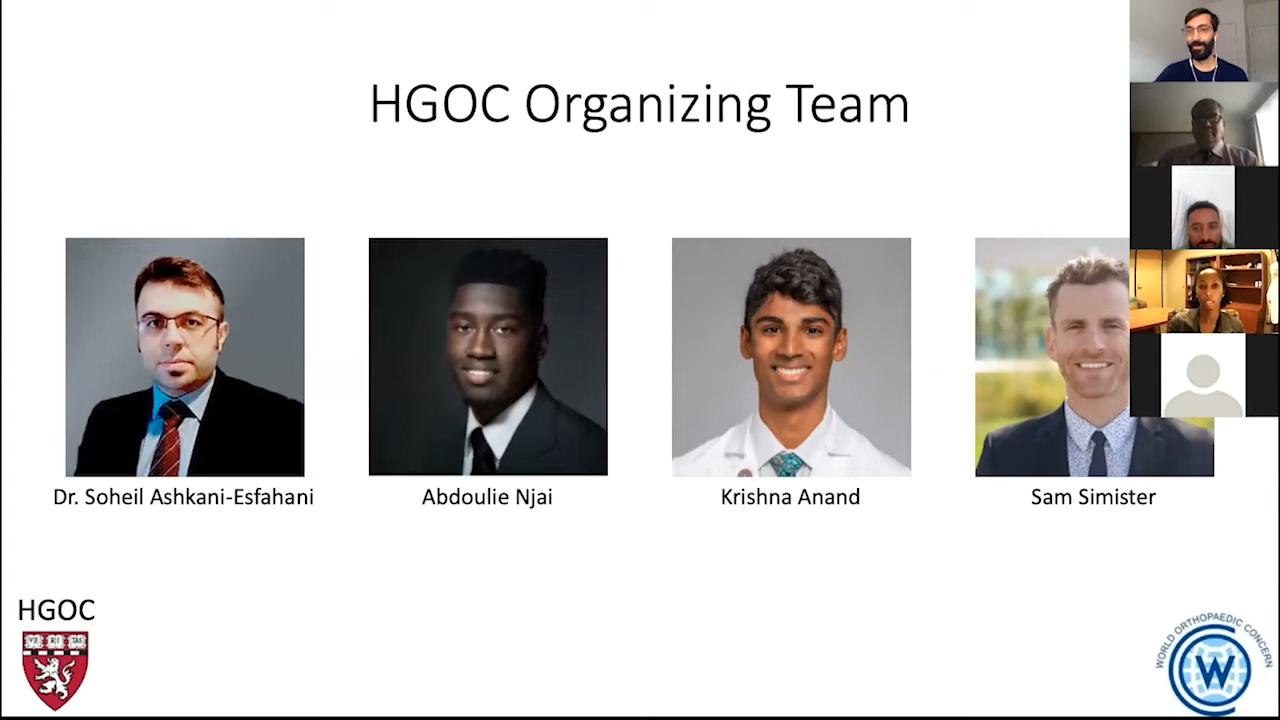 HGOC Organizing Team
Dr. Soheil Ashkani-Esfahani
Abdoulie Njai
Krishna Anand
Sam Simister
HGOC
VE RI TAS
WORLD ORTHOPAEDIC CONCERN
W